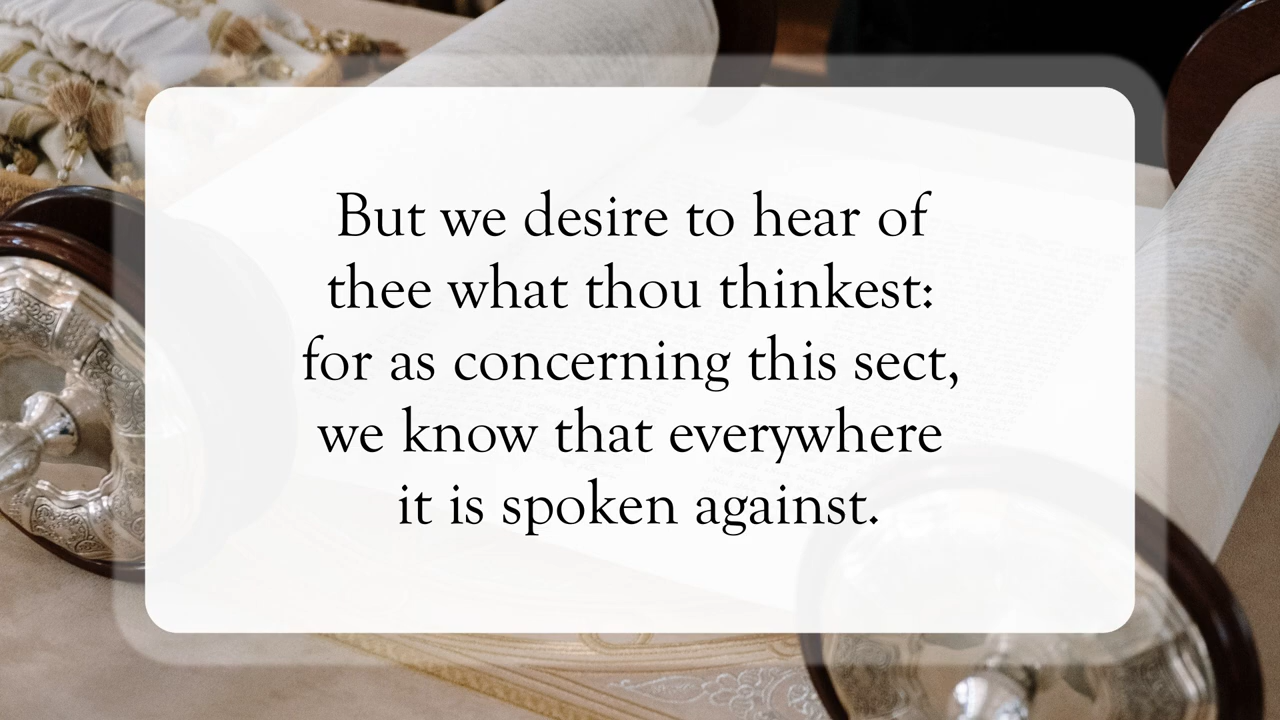 But we desire to hear of
thee what thou thinkest:
for as concerning this sect,
we know that everywhere
it is spoken against.